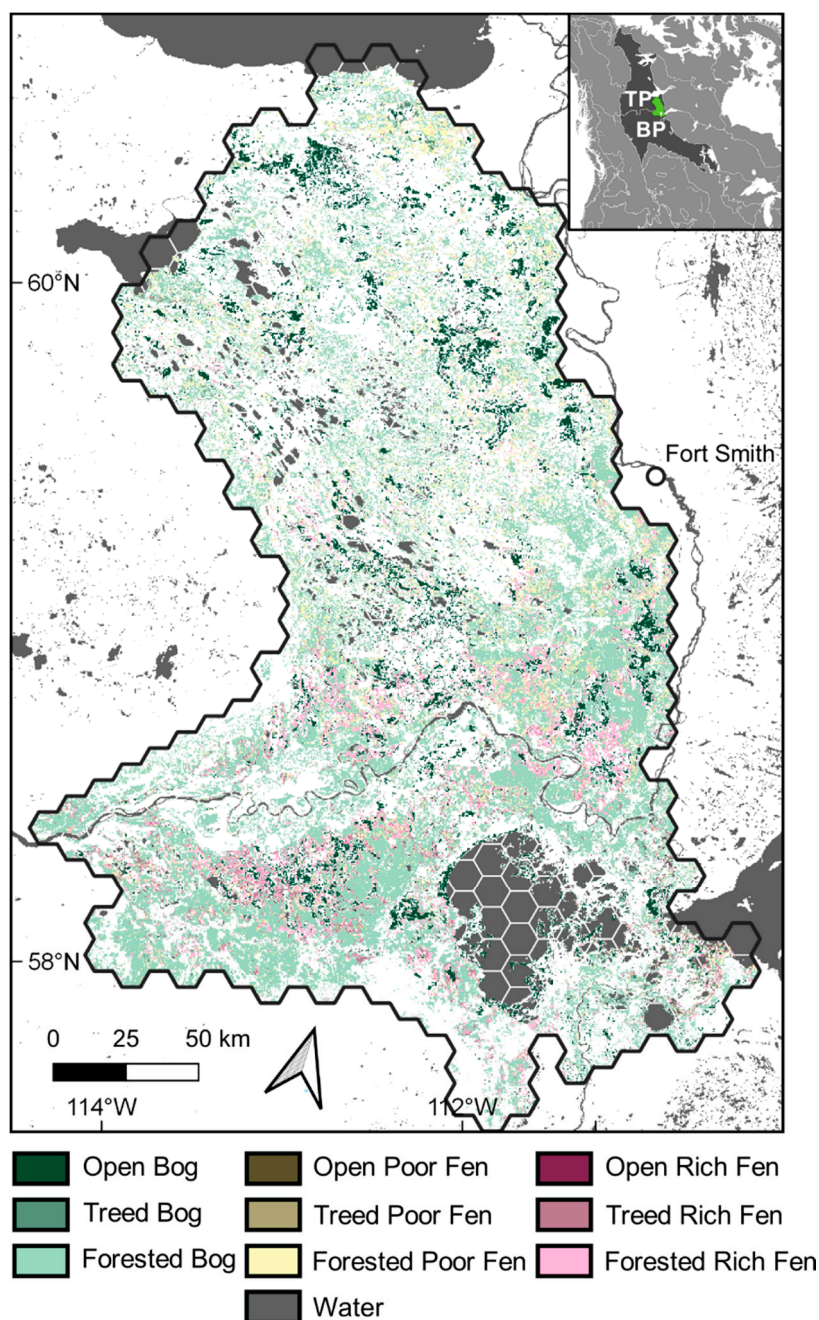 TP
BP
60°N
Fort Smith
58°N
0 25 50 km
114°W 112°W
Open Bog Open Poor Fen Open Rich Fen
Treed Bog Treed Poor Fen Treed Rich Fen
Forested Bog Forested Poor Fen Forested Rich Fen
Water